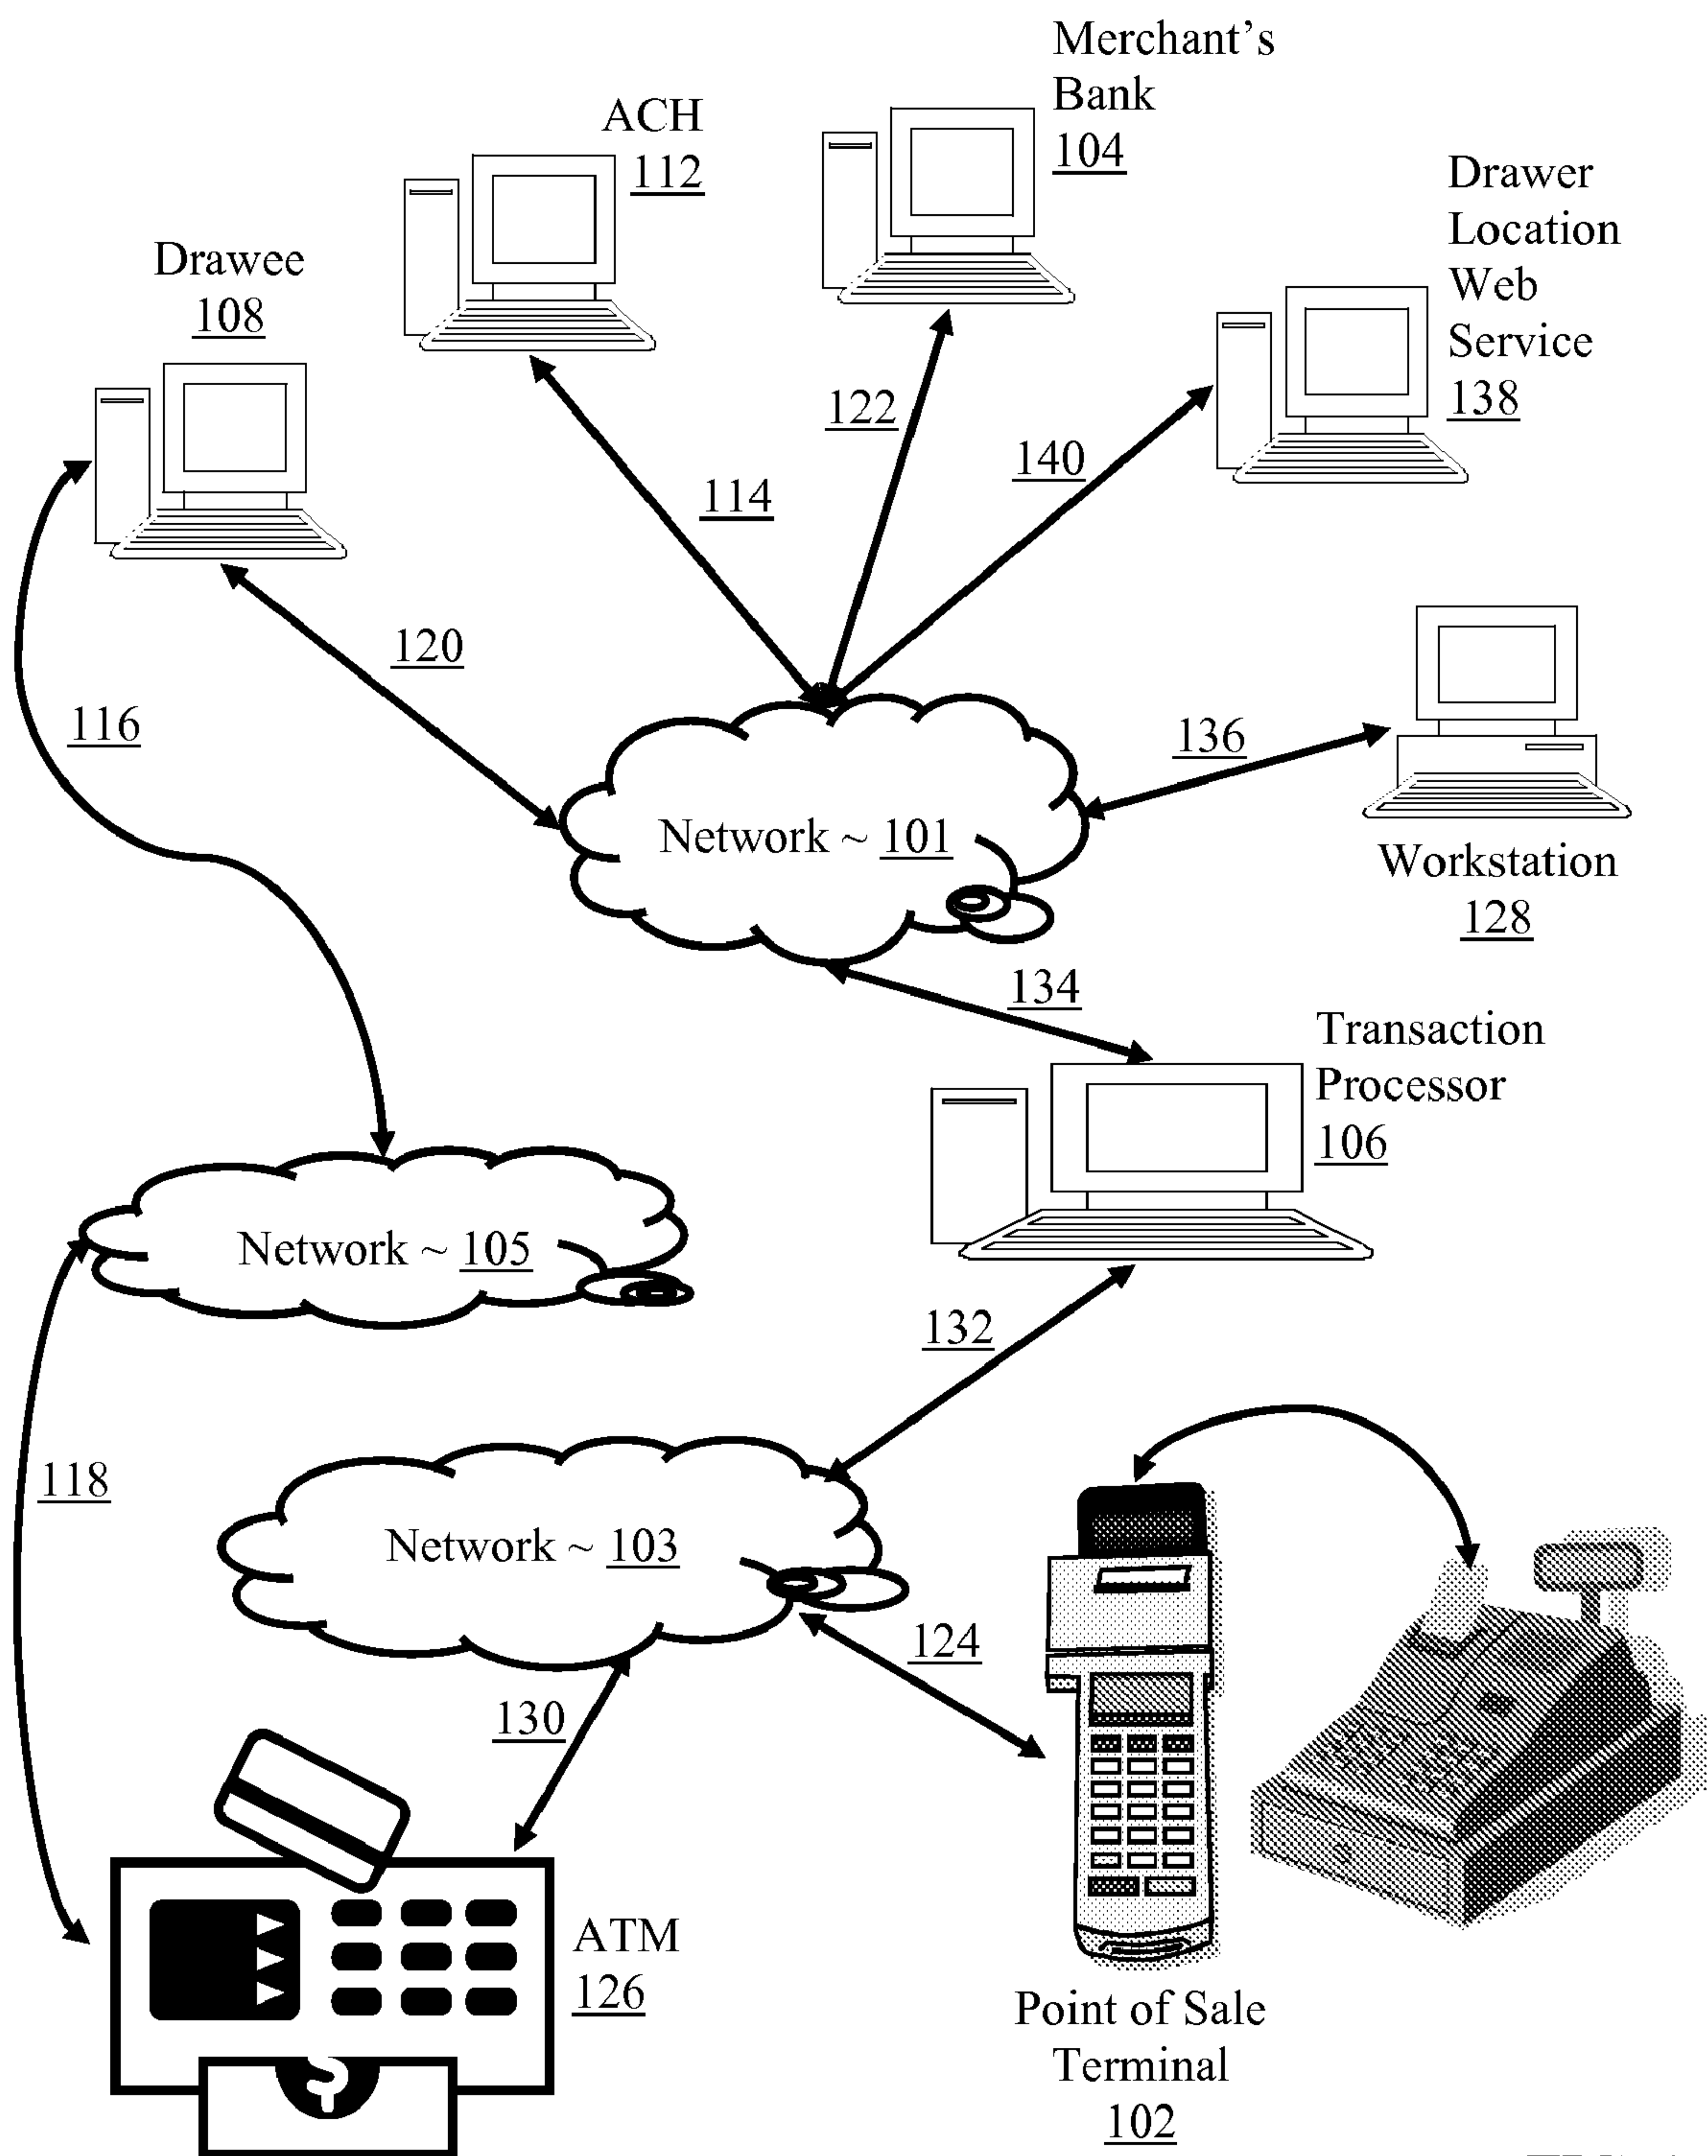 Merchant's
Bank
104
ACH
112
Drawer
Location
Web
Service
138
Drawee
108
122
140
114
120
116
136
Network ~ 101
Workstation
128
134
Transaction
Processor
106
Network ~ 105
132
118
Network ~ 103
124
130
ATM
126
$
Point of Sale
Terminal
102